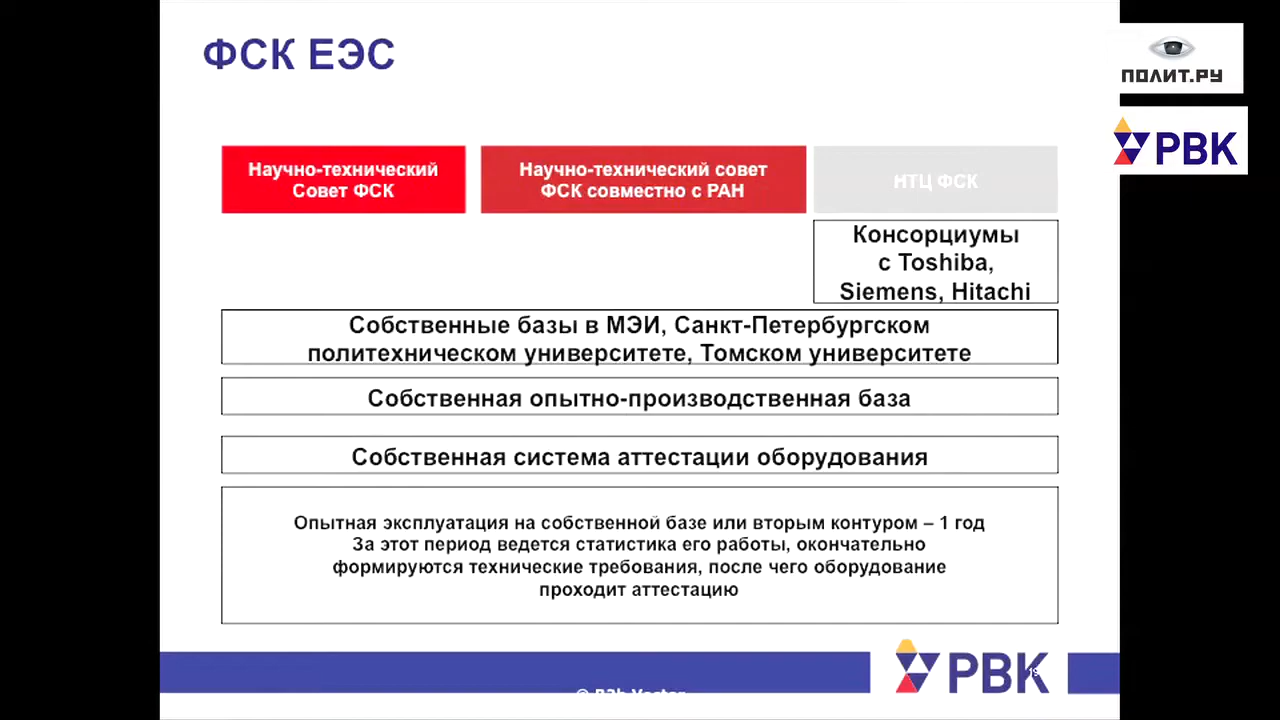 ФСК ЕЭС
ПОЛИТ.РУ
РВК
Научно-технический
Совет ФСК
Научно-технический совет
ФСК совместно с РАН
НТЦ ФСК
Консорциумы
с Toshiba,
Siemens, Hitachi
Собственные базы в МЭИ, Санкт-Петербургском
политехническом университете, Томском университете
Собственная опытно-производственная база
Собственная система аттестации оборудования
Опытная эксплуатация на собственной базе или вторым контуром – 1 год
За этот период ведется статистика его работы, окончательно
формируются технические требования, после чего оборудование
проходит аттестацию
РВК